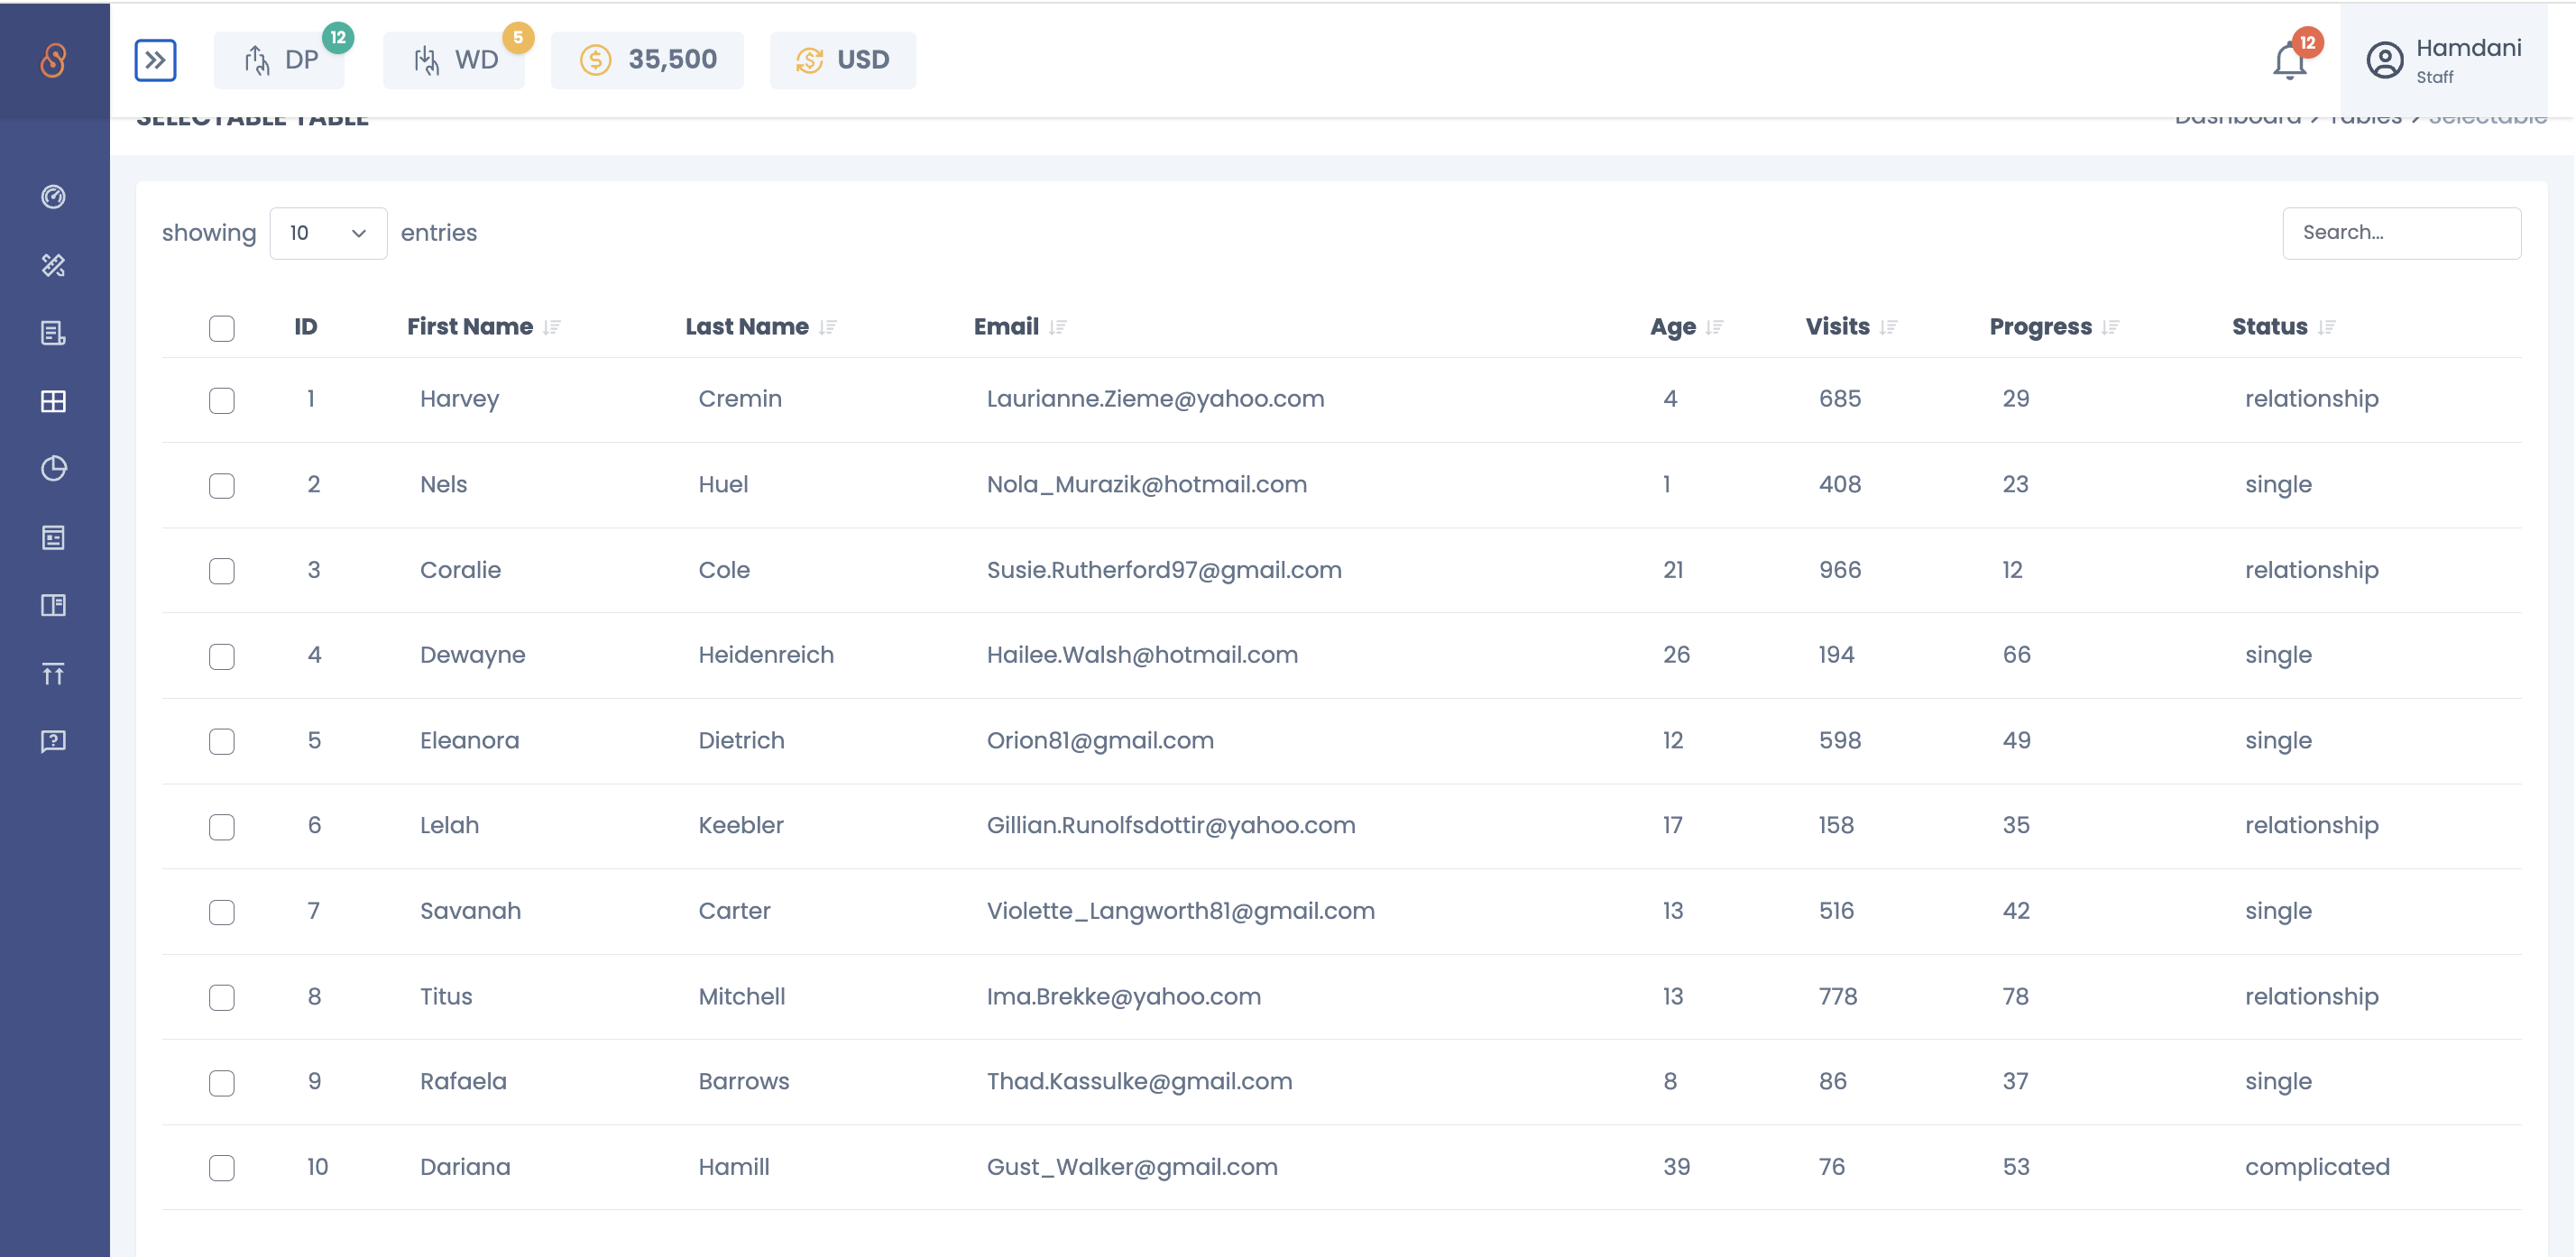 DP 12 WD 5 35,500 USD 12 Hamdani
Staff
SELECTABLE TABLE Dashboard > Tables > Selectable
showing 10 entries Search...
ID First Name Last Name Email Age Visits Progress Status
1 Harvey Cremin Laurianne.Zieme@yahoo.com 4 685 29 relationship
2 Nels Huel Nola_Murazik@hotmail.com 1 408 23 single
3 Coralie Cole Susie.Rutherford97@gmail.com 21 966 12 relationship
4 Dewayne Heidenreich Hailee.Walsh@hotmail.com 26 194 66 single
5 Eleanora Dietrich Orion81@gmail.com 12 598 49 single
6 Lelah Keebler Gillian.Runolfsdottir@yahoo.com 17 158 35 relationship
7 Savanah Carter Violette_Langworth81@gmail.com 13 516 42 single
8 Titus Mitchell Ima.Brekke@yahoo.com 13 778 78 relationship
9 Rafaela Barrows Thad.Kassulke@gmail.com 8 86 37 single
10 Dariana Hamill Gust_Walker@gmail.com 39 76 53 complicated